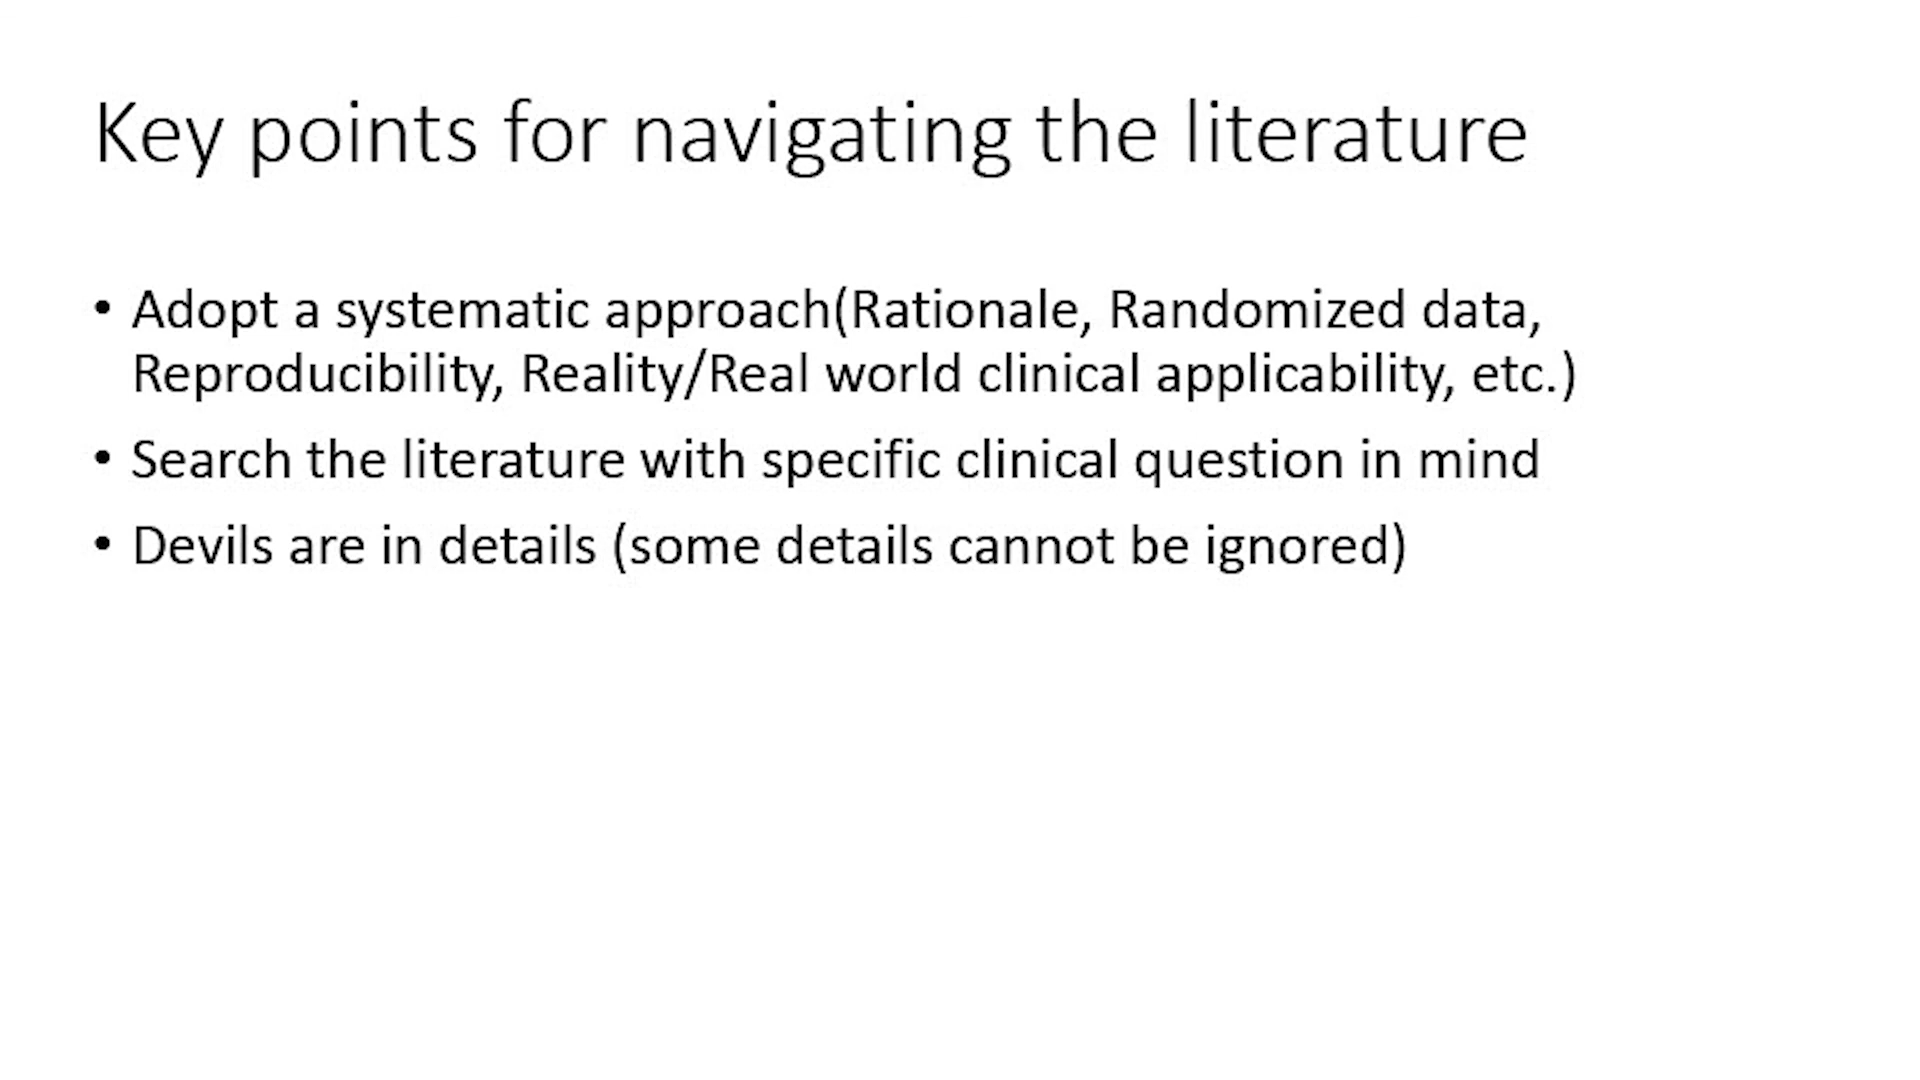 Key points for navigating the literature
• Adopt a systematic approach(Rationale, Randomized data,
Reproducibility, Reality/Real world clinical applicability, etc.)
• Search the literature with specific clinical question in mind
• Devils are in details (some details cannot be ignored)